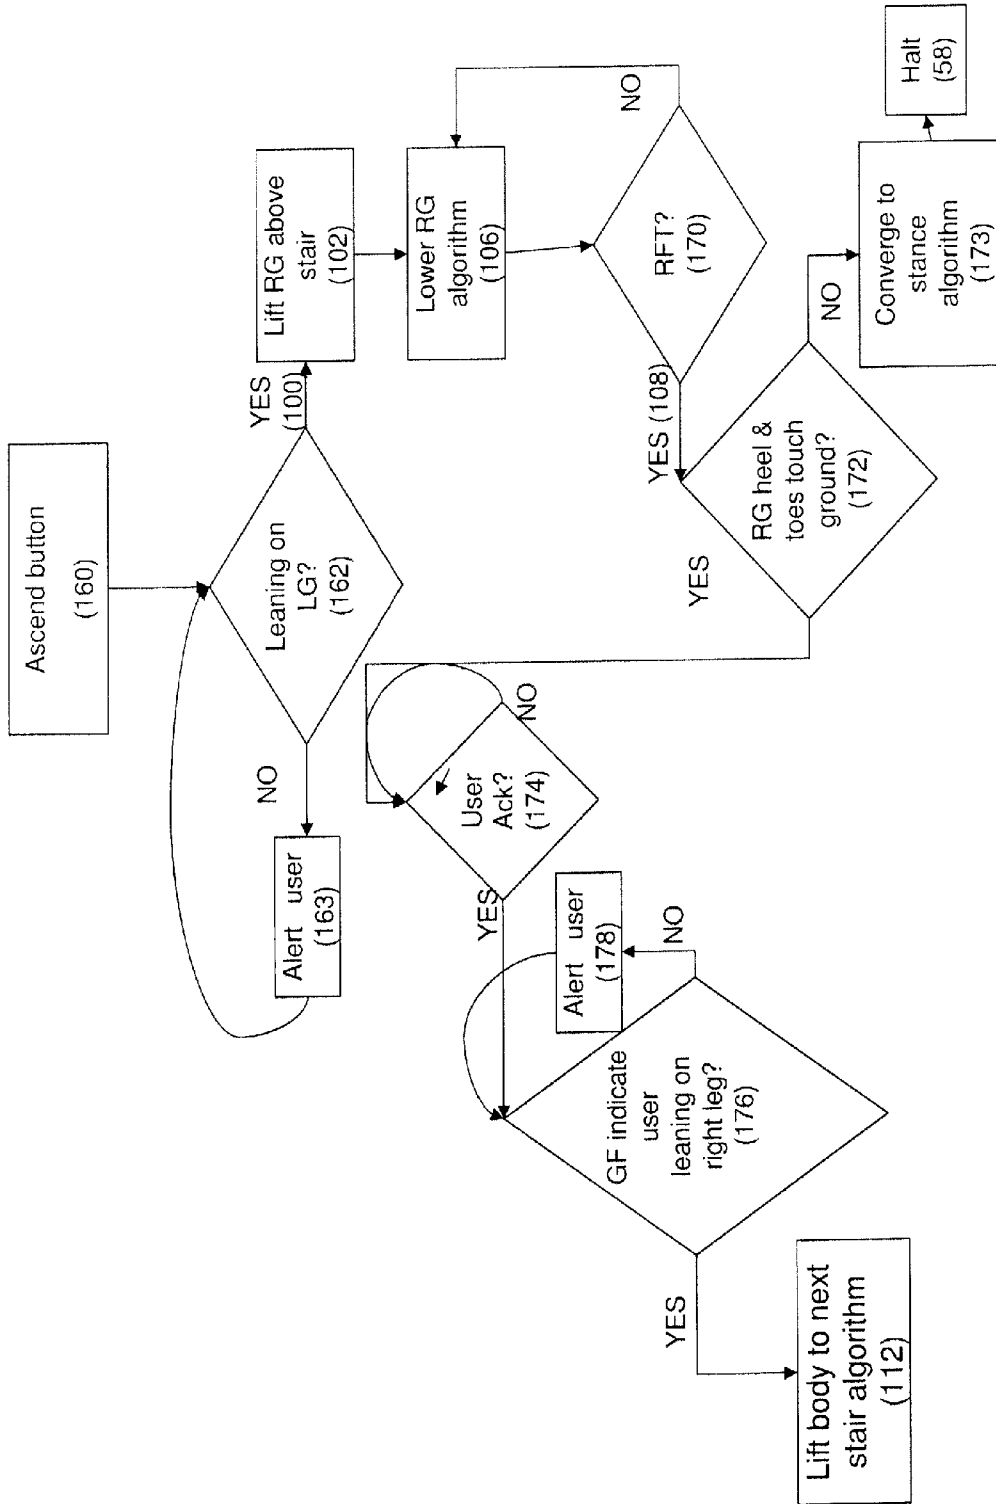 Ascend button
(160)
Leaning on
LG?
(162)
NO
Alert user
(163)
YES
(100)
Lift RG above
stair
(102)
Lower RG
algorithm
(106)
RFT?
(170)
NO
YES (108)
RG heel &
toes touch
ground?
(172)
NO
Converge to
stance
algorithm
(173)
Halt
(58)
YES
User
Ack?
(174)
NO
YES
GF indicate
user
leaning on
right leg?
(176)
NO
Alert user
(178)
YES
Lift body to next
stair algorithm
(112)